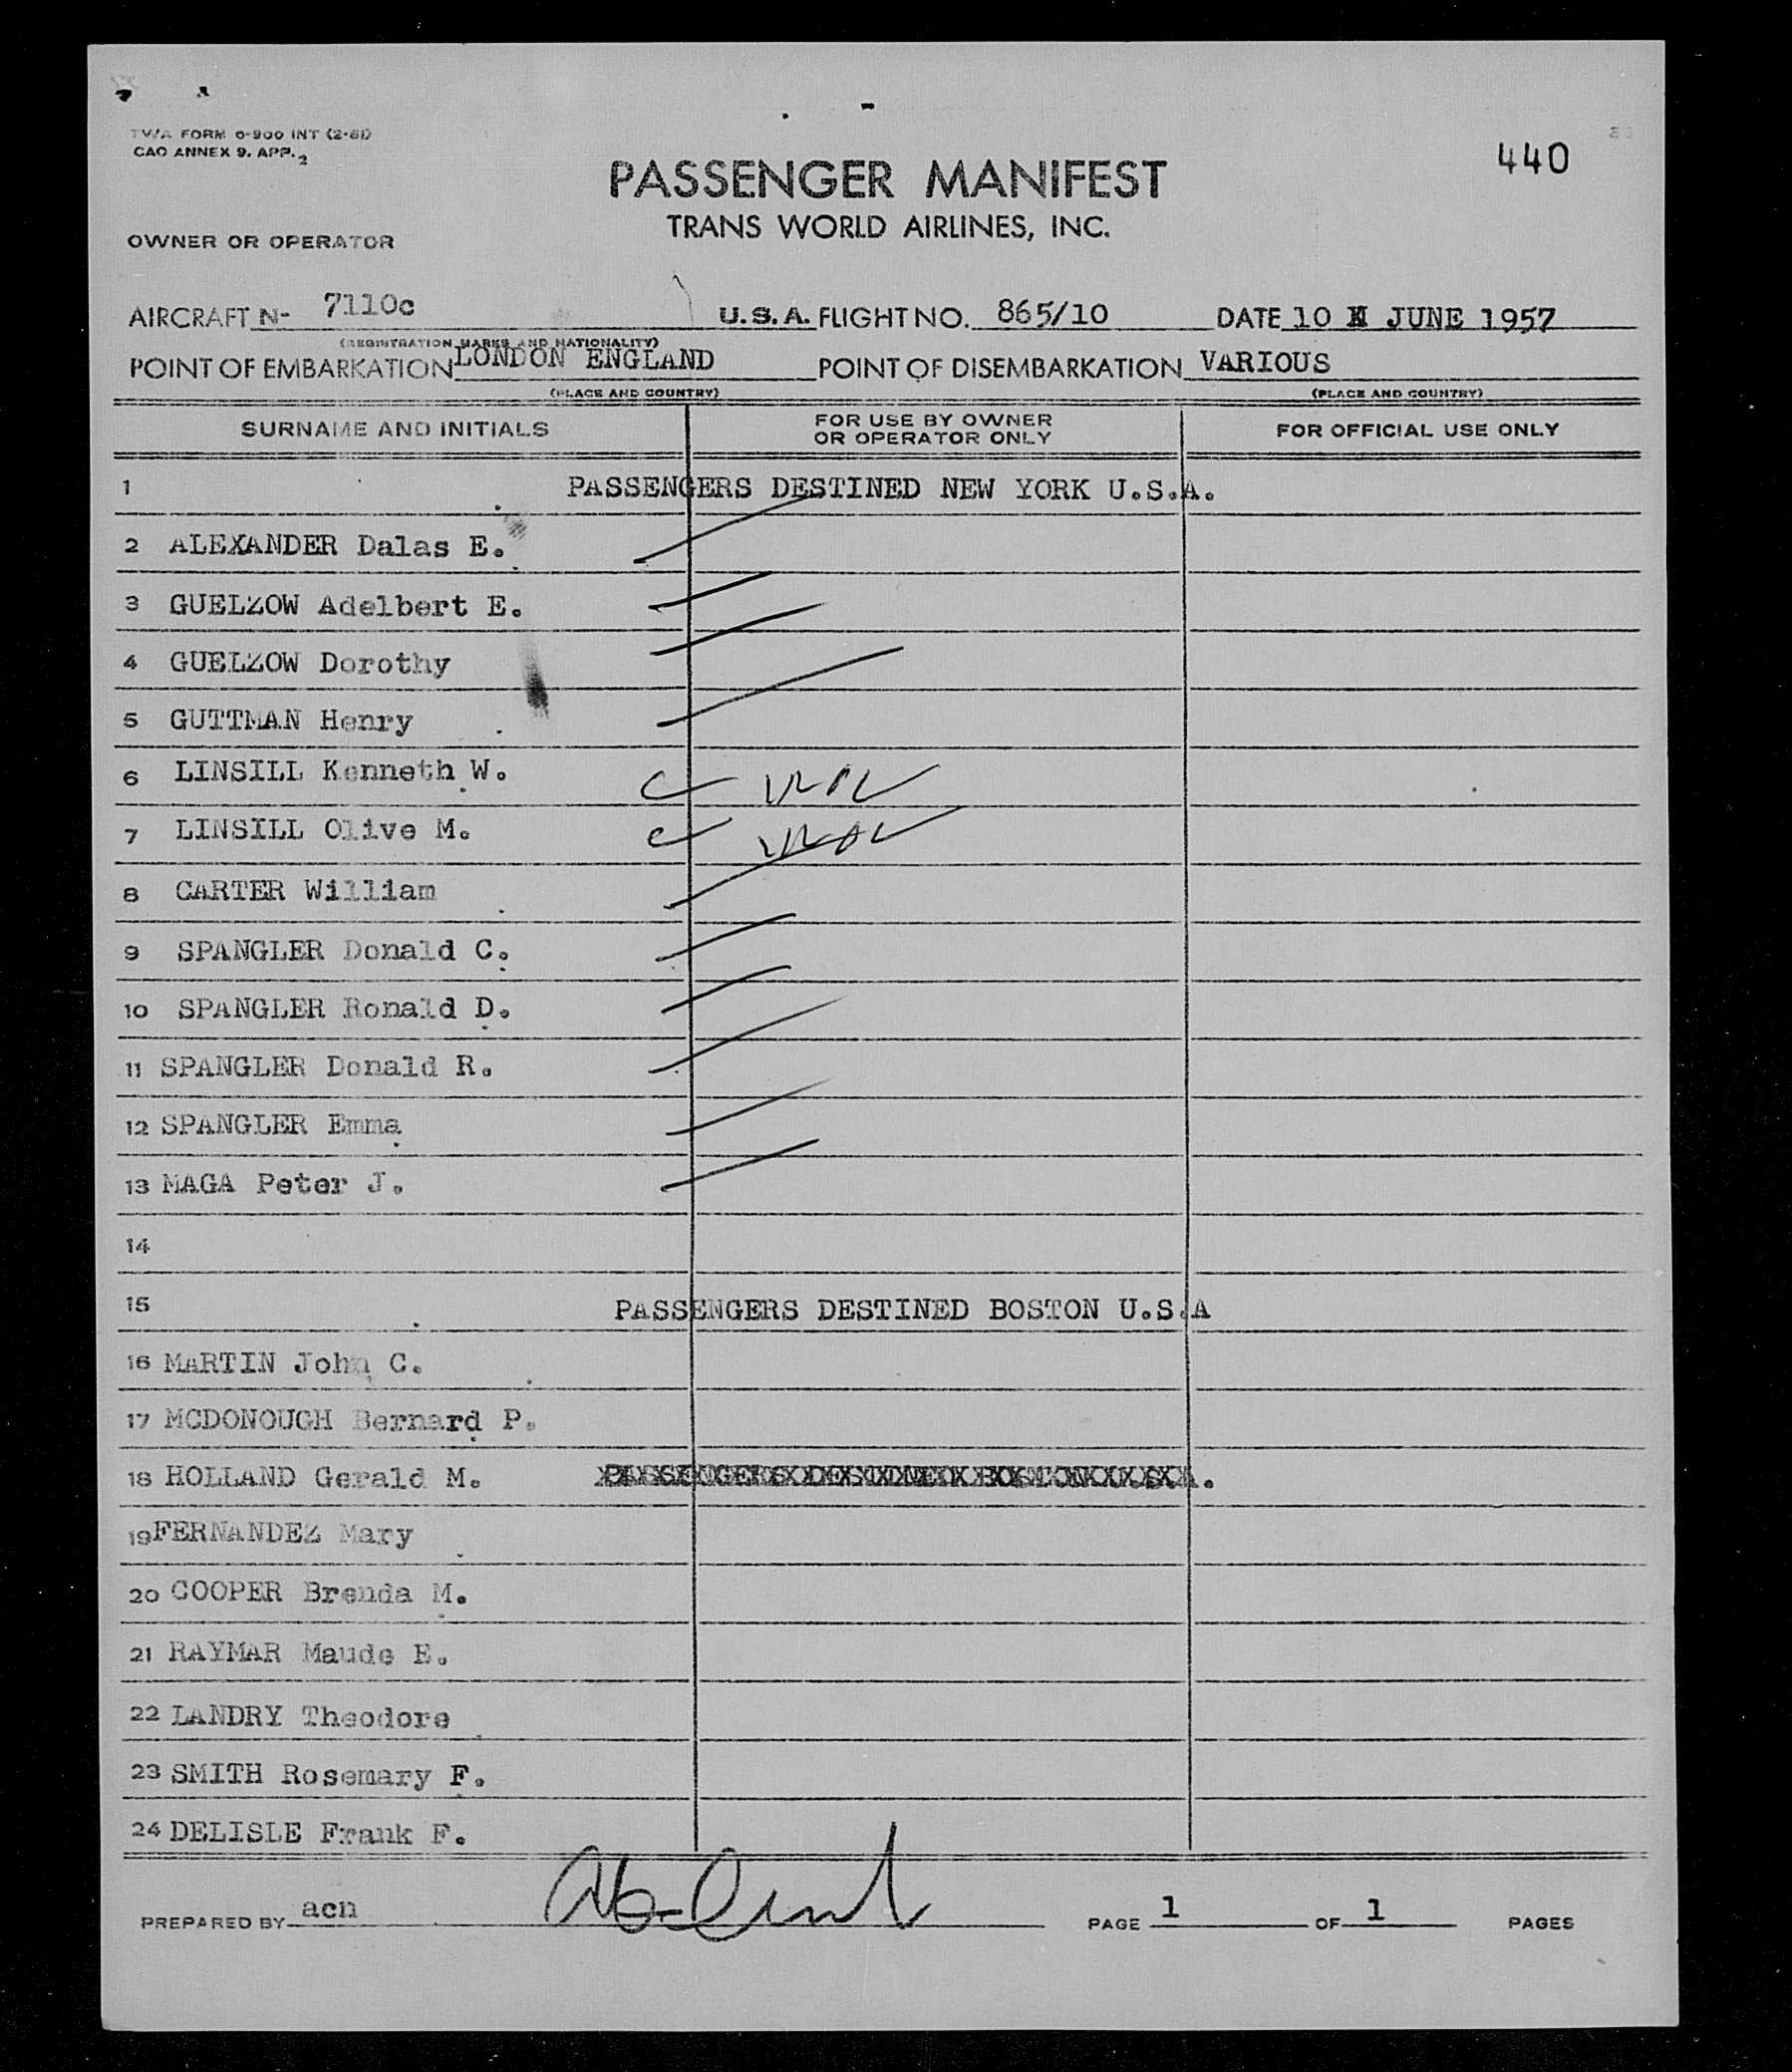 TWA FORM 0-900 INT (2-61)
CAO ANNEX 9. APP. 2
440
PASSENGER MANIFEST
TRANS WORLD AIRLINES, INC.
OWNER OR OPERATOR
AIRCRAFT N- 7110c U.S.A. FLIGHT NO. 865/10 DATE 10 JUNE 1957
(REGISTRATION MARKS AND NATIONALITY)
POINT OF EMBARKATION LONDON ENGLAND POINT OF DISEMBARKATION VARIOUS
(PLACE AND COUNTRY) (PLACE AND COUNTRY)
SURNAME AND INITIALS FOR USE BY OWNER OR OPERATOR ONLY FOR OFFICIAL USE ONLY
1 PASSENGERS DESTINED NEW YORK U.S.A.
2 ALEXANDER Dalas E.
3 GUELZOW Adelbert E.
4 GUELZOW Dorothy
5 GUTTMAN Henry
6 LINSILL Kenneth W.
7 LINSILL Olive M.
8 CARTER William
9 SPANGLER Donald C.
10 SPANGLER Ronald D.
11 SPANGLER Donald R.
12 SPANGLER Emma
13 MAGA Peter J.
14
15 PASSENGERS DESTINED BOSTON U.S.A
16 MARTIN John C.
17 MCDONOUGH Bernard P.
18 HOLLAND Gerald M.
19 FERNANDEZ Mary
20 COOPER Brenda M.
21 RAYMAR Maude E.
22 LANDRY Theodore
23 SMITH Rosemary F.
24 DELISLE Frank F.
PREPARED BY acn PAGE 1 OF 1 PAGES